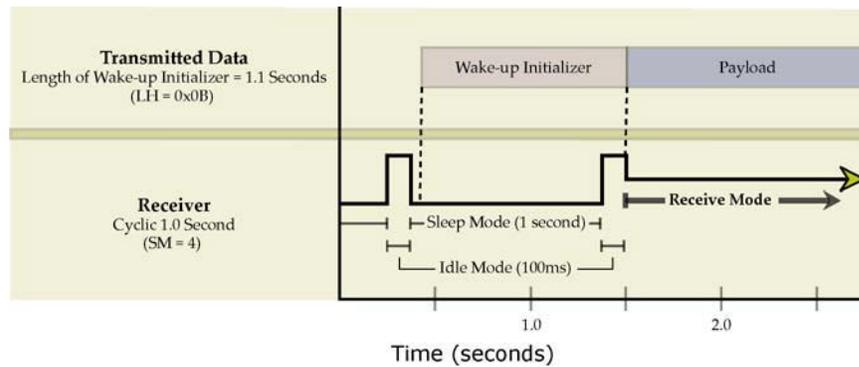 Transmitted Data
Length of Wake-up Initializer = 1.1 Seconds
(LH = 0x0B)
Wake-up Initializer
Payload
Receiver
Cyclic 1.0 Second
(SM = 4)
Receive Mode
Sleep Mode (1 second)
Idle Mode (100ms)
1.0
2.0
Time (seconds)